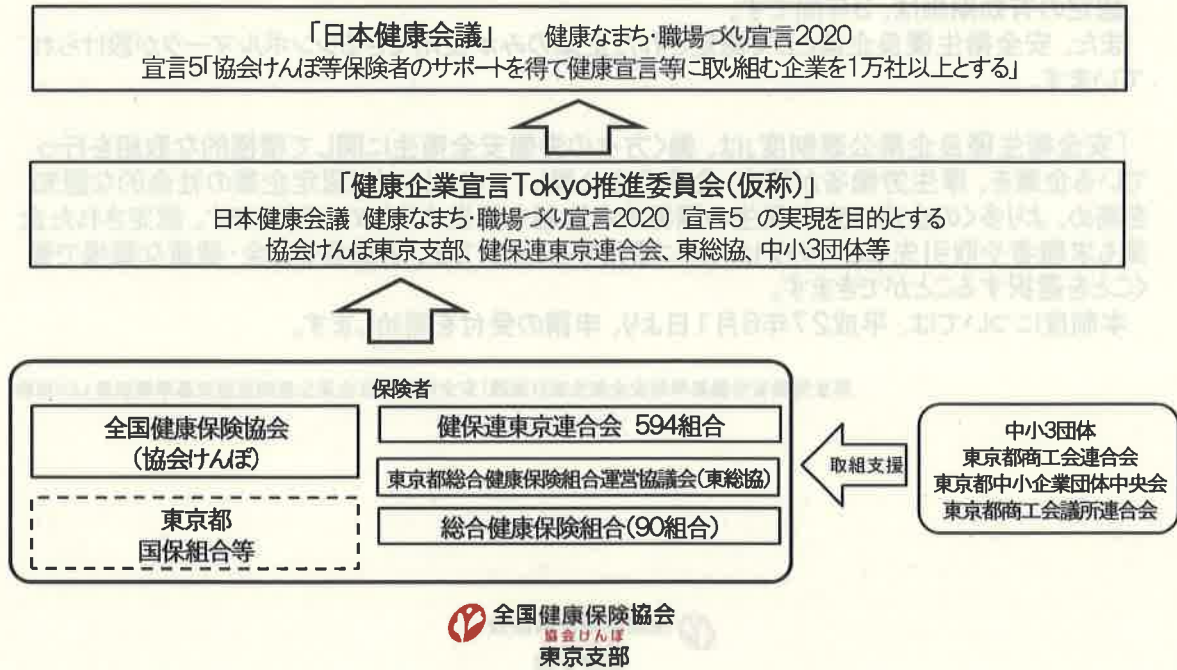 「日本健康会議」 健康なまち・職場づくり宣言2020
宣言5「協会けんぽ等保険者のサポートを得て健康宣言等に取り組む企業を1万社以上とする」
「健康企業宣言Tokyo推進委員会(仮称)」
日本健康会議 健康なまち・職場づくり宣言2020 宣言5 の実現を目的とする
協会けんぽ東京支部、健保連東京連合会、東総協、中小3団体等
保険者
全国健康保険協会
(協会けんぽ)
東京都
国保組合等
健保連東京連合会 594組合
東京都総合健康保険組合運営協議会(東総協)
総合健康保険組合(90組合)
取組支援
中小3団体
東京都商工会連合会
東京都中小企業団体中央会
東京都商工会議所連合会
全国健康保険協会
協会けんぽ
東京支部